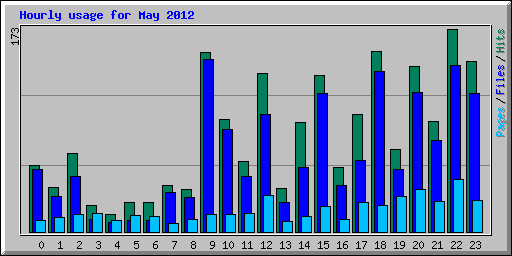 Hourly usage for May 2012
173
Pages/Files/Hits
0 1 2 3 4 5 6 7 8 9 10 11 12 13 14 15 16 17 18 19 20 21 22 23